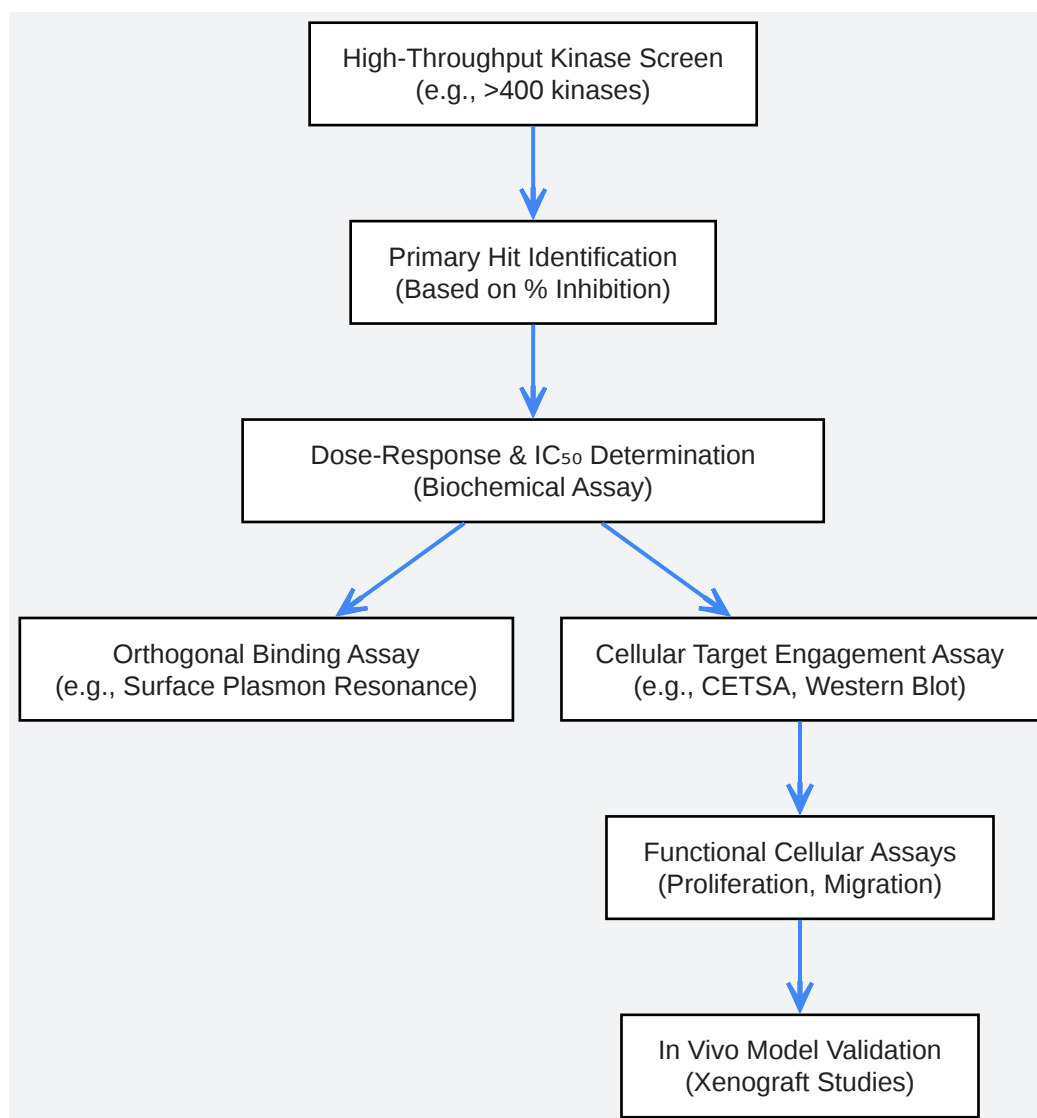 High-Throughput Kinase Screen
(e.g., >400 kinases)
Primary Hit Identification
(Based on % Inhibition)
Dose-Response & IC₅₀ Determination
(Biochemical Assay)
Orthogonal Binding Assay
(e.g., Surface Plasmon Resonance)
Cellular Target Engagement Assay
(e.g., CETSA, Western Blot)
Functional Cellular Assays
(Proliferation, Migration)
In Vivo Model Validation
(Xenograft Studies)